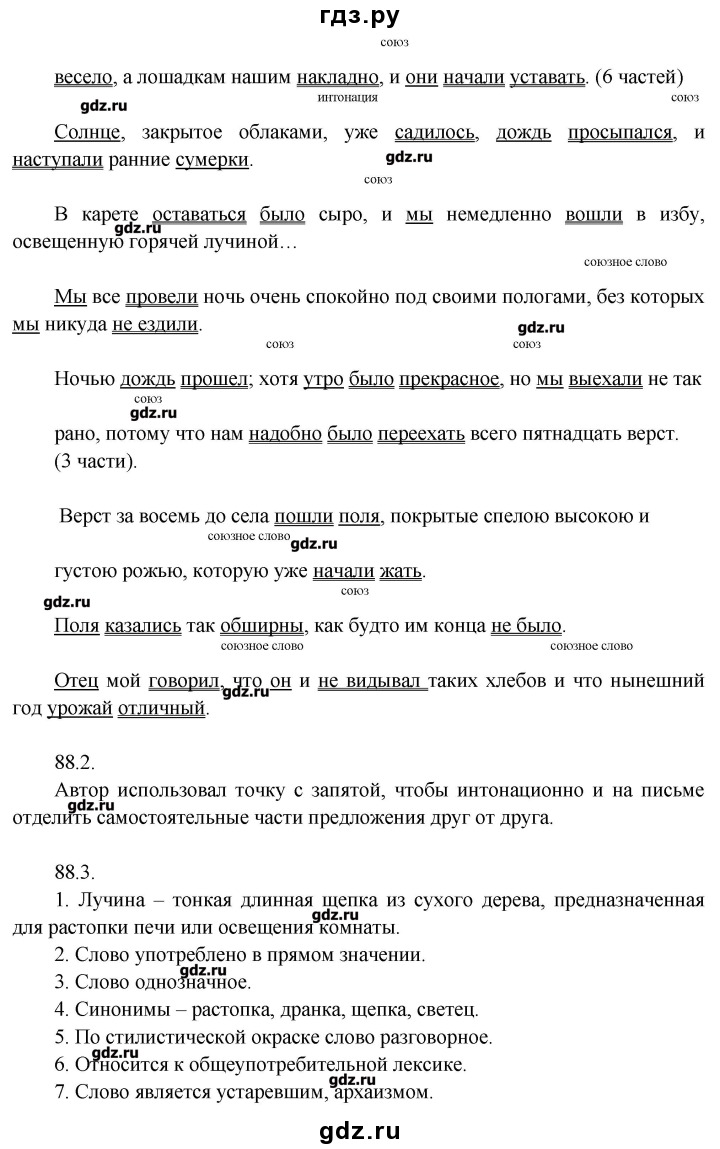 гдз.ру
союз
весело, а лошадкам нашим накладно, и они начали уставать. (6 частей)
gdz.ru
интонация
союз
Солнце, закрытое облаками, уже садилось, дождь просыпался, и
наступали ранние сумерки.
gdz.ru
союз
В карете оставаться было сыро, и мы немедленно вошли в избу,
gdz.ru
освещенную горячей лучиной…
союзное слово
Мы все провели ночь очень спокойно под своими пологами, без которых
мы никуда не ездили.
gdz.ru
союз
союз
Ночью дождь прошел; хотя утро было прекрасное, но мы выехали не так
союз
gdz.ru
рано, потому что нам надобно было переехать всего пятнадцать верст.
(3 части).
Верст за восемь до села пошли поля, покрытые спелою высокою и
союзное слово
gdz.ru
густою рожью, которую уже начали жать.
gdz.ru
союз
Поля казались так обширны, как будто им конца не было.
союзное слово
союзное слово
Отец мой говорил, что он и не видывал таких хлебов и что нынешний
gdz.ru
год урожай отличный.
88.2.
Автор использовал точку с запятой, чтобы интонационно и на письме
gdz.ru
отделить самостоятельные части предложения друг от друга.
88.3.
1. Лучина – тонкая длинная щепка из сухого дерева, предназначенная
gdz.ru
для растопки печи или освещения комнаты.
2. Слово употреблено в прямом значении.
gdz.ru
3. Слово однозначное.
4. Синонимы – растопка, дранка, щепка, светец.
5. По стилистической окраске слово разговорное.
gdz.ru
6. Относится к общеупотребительной лексике.
gdz.ru
7. Слово является устаревшим, архаизмом.
gdz.ru